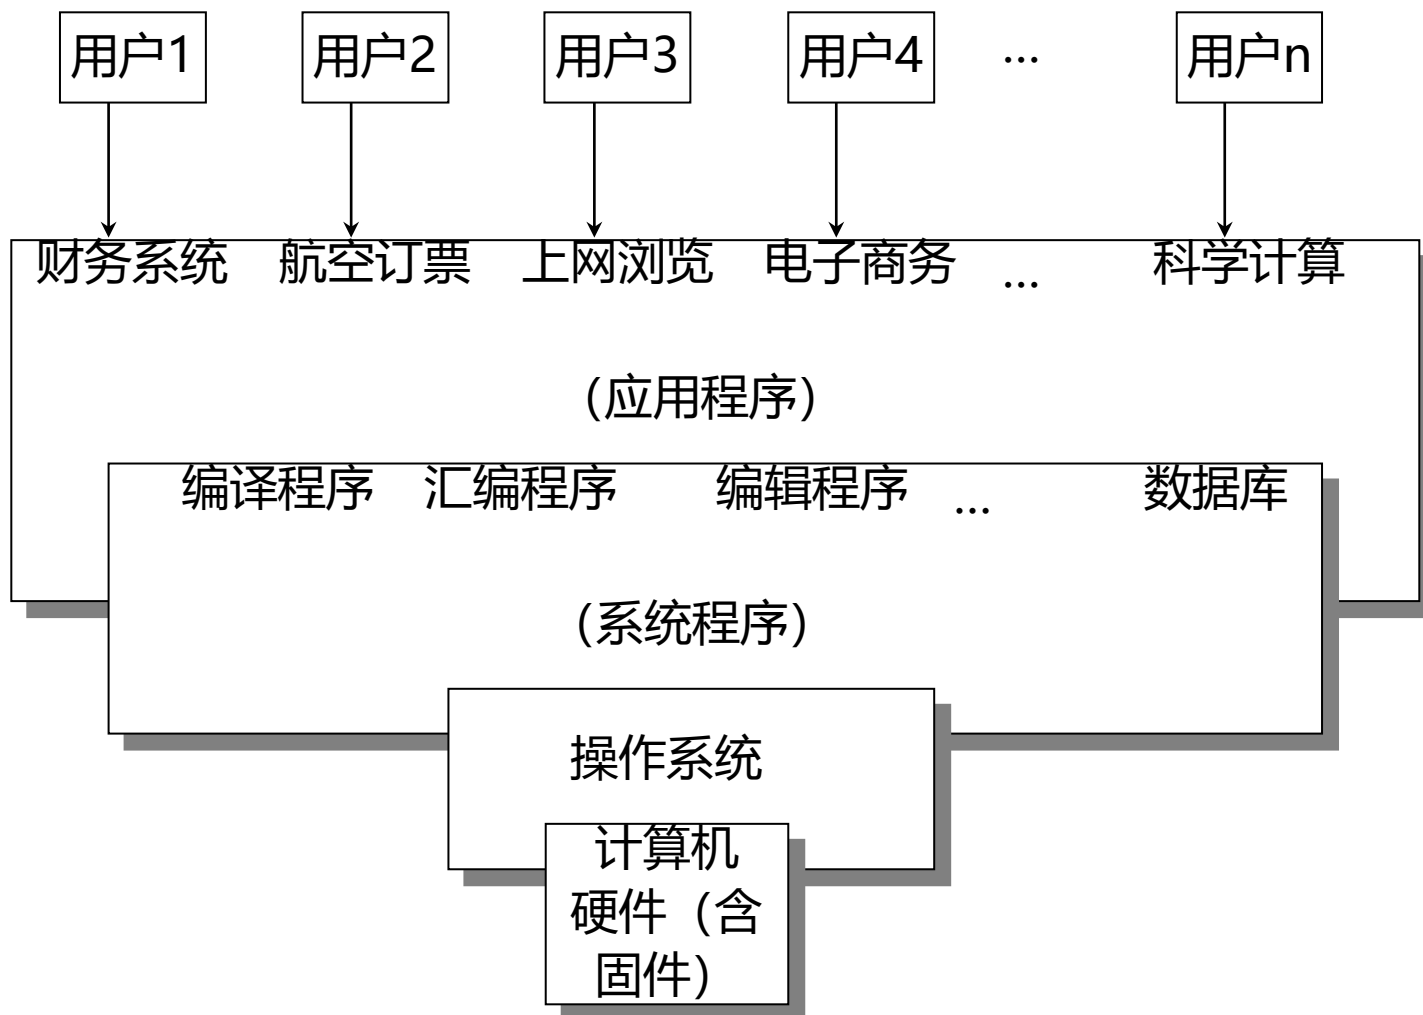 用户1 用户2 用户3 用户4 … 用户n
财务系统 航空订票 上网浏览 电子商务 … 科学计算
（应用程序）
编译程序 汇编程序 编辑程序 … 数据库
（系统程序）
操作系统
计算机
硬件（含
固件）